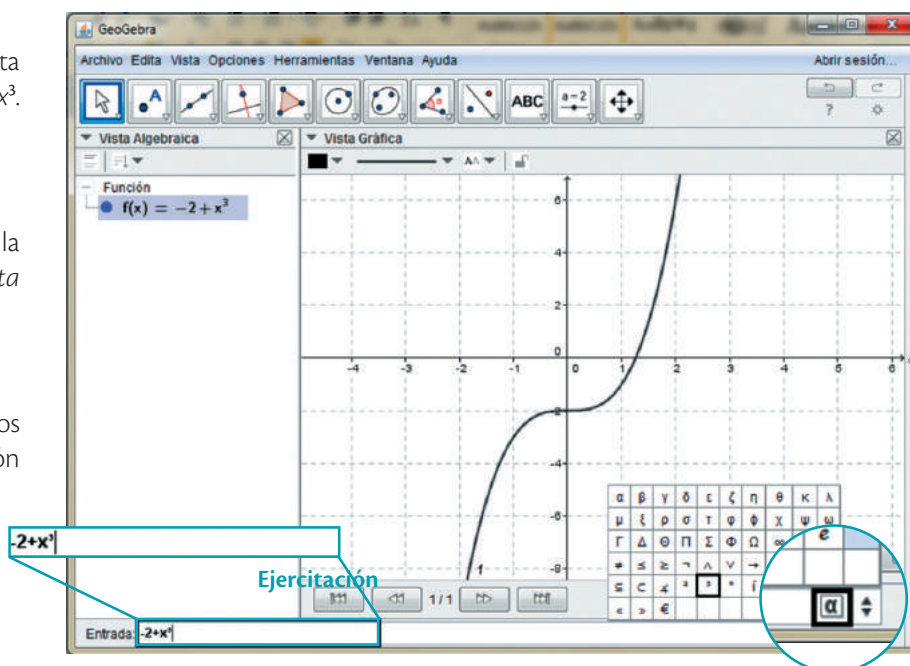 GeoGebra
Archivo Edita Vista Opciones Herramientas Ventana Ayuda
Abrir sesión...
ta
x³.
la
ta
os
ón
ABC
a=2
?
Vista Algebraica
Vista Gráfica
AA
Función
f(x) = -2 + x³
6
4
2
0
-2
-4
-6
-8
-4 -3 -2 -1 0 1 2 3 4 5 6
f
α β γ δ ε ζ η θ κ λ
μ ξ ρ σ τ φ ϕ χ ψ ω
Γ Δ Θ Π Σ Φ Ω ∞
≠ ≤ ≥ ¬ ∧ ∨ →
⊆ ⊂ ∡ ² ³ ° í
« » €
e
α
-2+x³
Ejercitación
1/1
Entrada: -2+x³